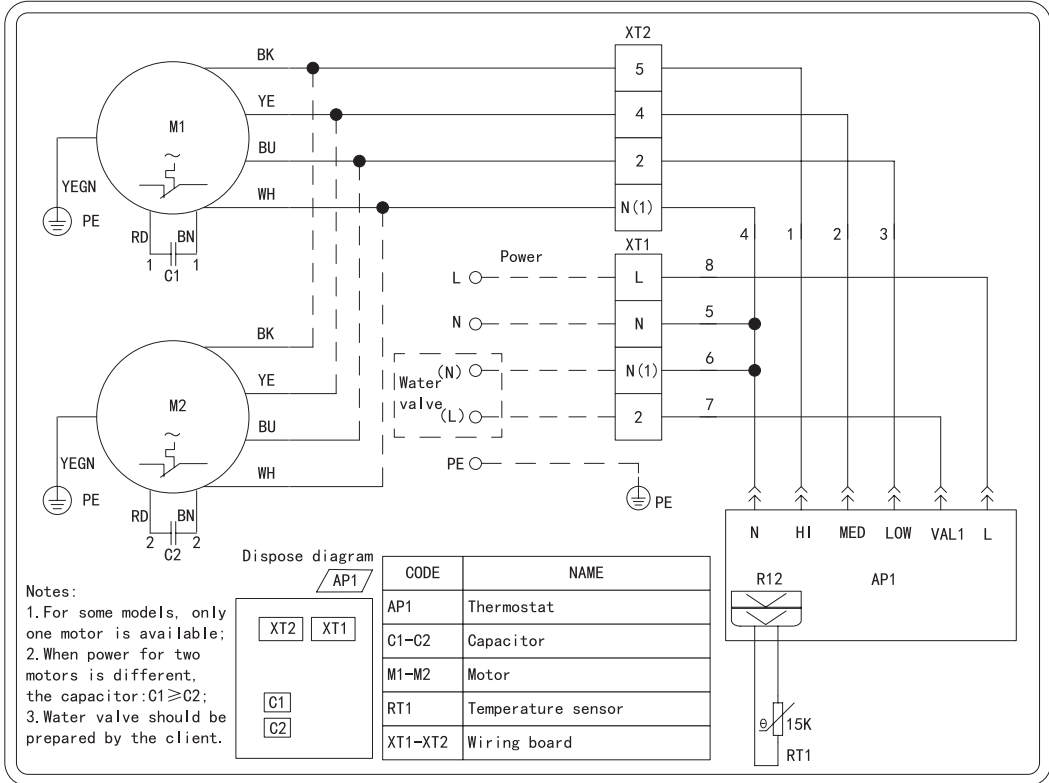 XT2
BK
5
YE
4
M1
BU
2
YEGN
WH
N(1)
PE
RD
BN
1
1
C1
4
1
2
3
XT1
Power
L
L
8
N
N
5
BK
(N)
N(1)
6
Water
valve
YE
(L)
2
7
M2
BU
YEGN
WH
PE
PE
PE
RD
BN
2
2
C2
N
HI
MED
LOW
VAL1
L
R12
AP1
θ
15K
RT1
Dispose diagram
AP1
XT2
XT1
C1
C2
CODE
NAME
AP1
Thermostat
C1-C2
Capacitor
M1-M2
Motor
RT1
Temperature sensor
XT1-XT2
Wiring board
Notes:
1.For some models, only
one motor is available;
2.When power for two
motors is different,
the capacitor:C1≥C2;
3.Water valve should be
prepared by the client.